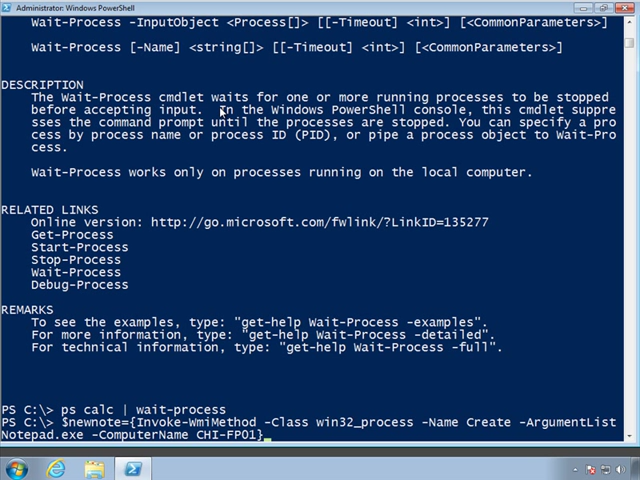 Administrator: Windows PowerShell
Wait-Process -InputObject <Process[]> [[-Timeout] <int>] [<CommonParameters>]
Wait-Process [-Name] <string[]> [[-Timeout] <int>] [<CommonParameters>]
DESCRIPTION
The Wait-Process cmdlet waits for one or more running processes to be stopped
before accepting input.  In the Windows PowerShell console, this cmdlet suppre
sses the command prompt until the processes are stopped. You can specify a pro
cess by process name or process ID (PID), or pipe a process object to Wait-Pro
cess.
Wait-Process works only on processes running on the local computer.
RELATED LINKS
Online version: http://go.microsoft.com/fwlink/?LinkID=135277
Get-Process
Start-Process
Stop-Process
Wait-Process
Debug-Process
REMARKS
To see the examples, type: "get-help Wait-Process -examples".
For more information, type: "get-help Wait-Process -detailed".
For technical information, type: "get-help Wait-Process -full".
PS C:\> ps calc | wait-process
PS C:\> $newnote={Invoke-WmiMethod -Class win32_process -Name Create -ArgumentList
Notepad.exe -ComputerName CHI-FP01}